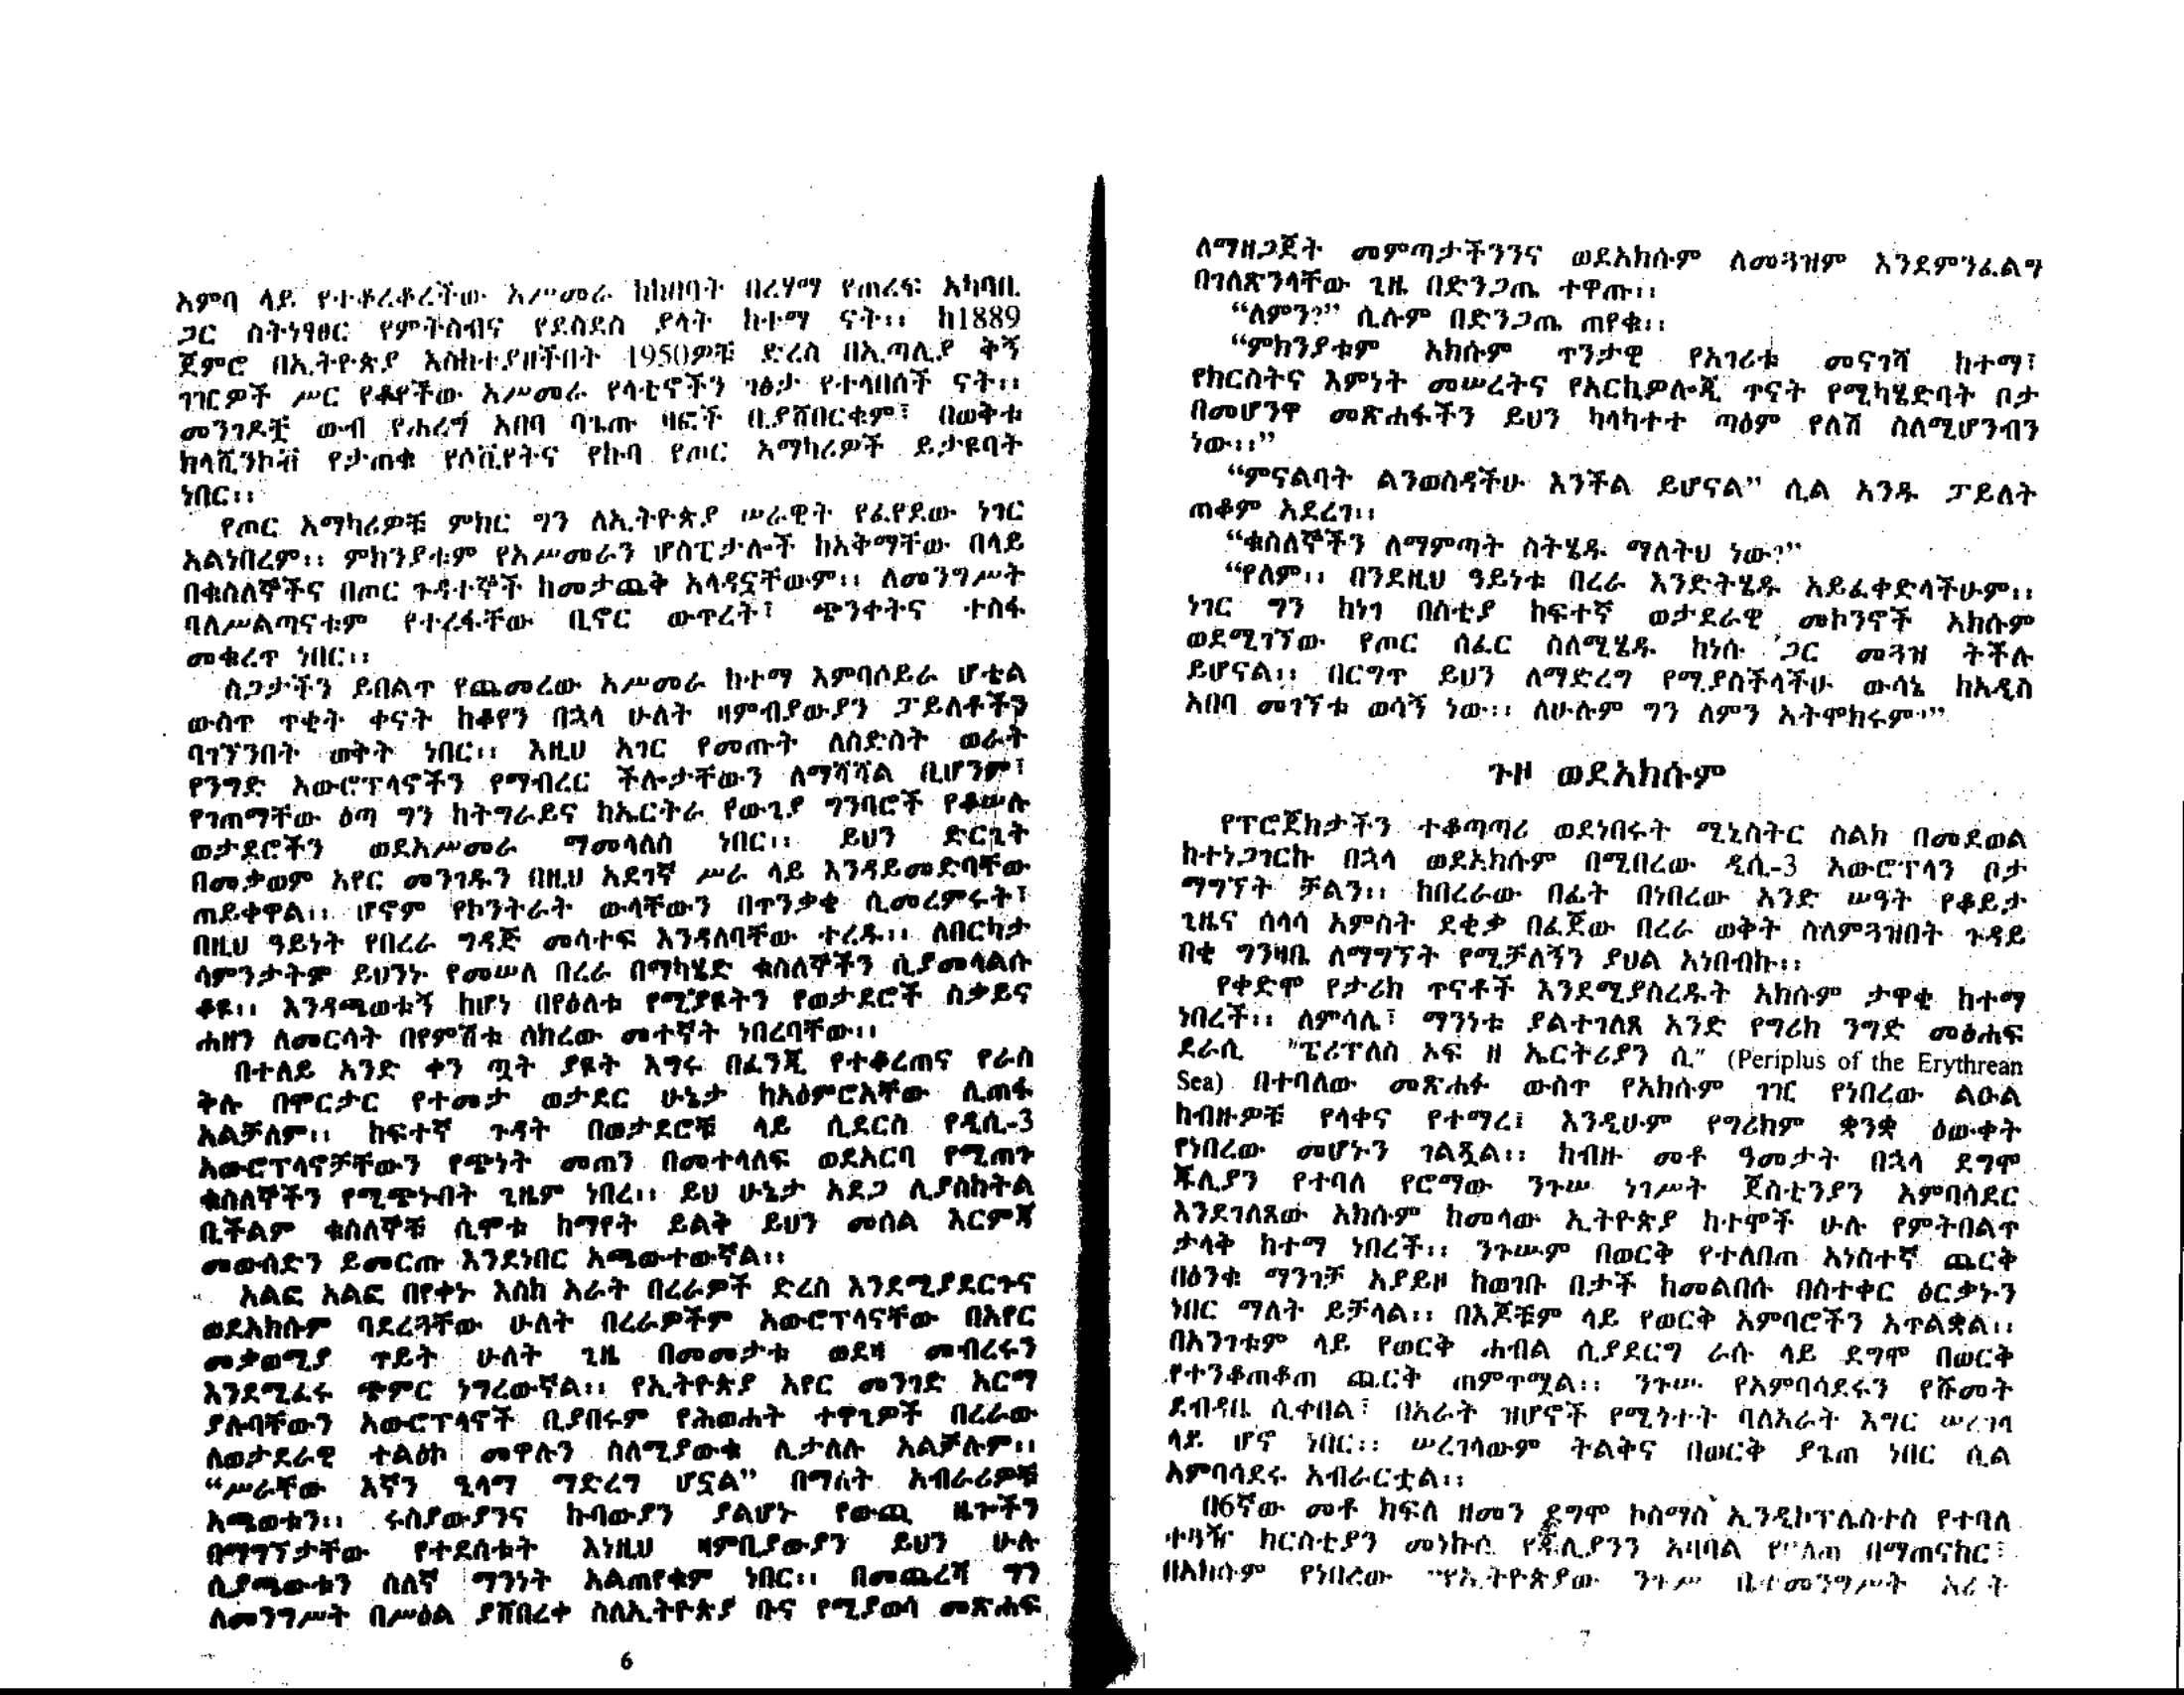 አምባ ላይ የተቆረቆረችው አሥመራ ከከበባት በረሃማ የጠረፍ አካባቢ
ጋር ስትነፃፀር የምትስብና የደስደስ ያላት ከተማ ናት፡፡ ከ1889
ጀምሮ በኢትዮጵያ እስከተያዘችበት 1950ዎቹ ድረስ በኢጣሊያ ቅኝ
ገዢዎች ሥር የቆየችው አሥመራ የላቲኖችን ገፅታ የተላበሰች ናት፡፡
መንገዶቿ ውብ የሐረግ አበባ ባጌጡ ዛፎች ቢያሸበርቁም፣ በወቅቱ
ክላሺንኮቭ የታጠቁ የሶቪየትና የኩባ የጦር አማካሪዎች ይታዩባት
ነበር፡፡
የጦር አማካሪዎቹ ምክር ግን ለኢትዮጵያ ሠራዊት የፈየደው ነገር
አልነበረም፡፡ ምክንያቱም የአሥመራን ሆስፒታሎች ከአቅማቸው በላይ
በቁስለኞችና በጦር ጉዳተኞች ከመታጨቅ አላዳኗቸውም፡፡ ለመንግሥት
ባለሥልጣናቱም የተረፋቸው ቢኖር ውጥረት፣ ጭንቀትና ተስፋ
መቁረጥ ነበር፡፡
ስጋታችን ይበልጥ የጨመረው አሥመራ ከተማ እምባሶይራ ሆቴል
ውስጥ ጥቂት ቀናት ከቆየን በኋላ ሁለት ዛምብያውያን ፓይለቶችን
ባገኘንበት ወቅት ነበር፡፡ እዚህ አገር የመጡት ለስድስት ወራት
የንግድ አውሮፕላኖችን የማብረር ችሎታቸውን ለማሻሻል ቢሆንም፣
የገጠማቸው ዕጣ ግን ከትግራይና ከኤርትራ የውጊያ ግንባሮች የቆሠሉ
ወታደሮችን ወደአሥመራ ማመላለስ ነበር፡፡ ይህን ድርጊት
በመቃወም አየር መንገዱን በዚህ አደገኛ ሥራ ላይ እንዳይመድባቸው
ጠይቀዋል፡፡ ሆኖም የኮንትራት ውላቸውን በጥንቃቄ ሲመረምሩት፣
በዚህ ዓይነት የበረራ ግዳጅ መሳተፍ እንዳለባቸው ተረዱ፡፡ ለበርካታ
ሳምንታትም ይህንኑ የመሠለ በረራ በማካሄድ ቁስለኞችን ሲያመላልሱ
ቆዩ፡፡ እንዳጫወቱኝ ከሆነ በየዕለቱ የሚያዩትን የወታደሮች ስቃይና
ሐዘን ለመርሳት በየምሽቱ ሰክረው መተኛት ነበረባቸው፡፡
በተለይ አንድ ቀን ጧት ያዩት እግሩ በፈንጂ የተቆረጠና የራስ
ቅሉ በሞርታር የተመታ ወታደር ሁኔታ ከአዕምሮአቸው ሊጠፋ
አልቻለም፡፡ ከፍተኛ ጉዳት በወታደሮቹ ላይ ሲደርስ የዲሲ-3
አውሮፕላኖቻቸውን የጭነት መጠን በመተላለፍ ወደአርባ የሚጠጉ
ቁስለኞችን የሚጭኑበት ጊዜም ነበረ፡፡ ይህ ሁኔታ አደጋ ሊያስከትል
ቢችልም ቁስለኞቹ ሲሞቱ ከማየት ይልቅ ይህን መሰል እርምጃ
መውሰድን ይመርጡ እንደነበር አጫውተውኛል፡፡
አልፎ አልፎ በየቀኑ እስከ አራት በረራዎች ድረስ እንደሚያደርጉና
ወደአክሱም ባደረጓቸው ሁለት በረራዎችም አውሮፕላናቸው በአየር
መቃወሚያ ጥይት ሁለት ጊዜ በመመታቱ ወደዛ መብረሩን
እንደሚፈሩ ጭምር ነግረውኛል፡፡ የኢትዮጵያ አየር መንገድ አርማ
ያሉባቸውን አውሮፕላኖች ቢያበሩም የሕወሐት ተዋጊዎች በረራው
ለወታደራዊ ተልዕኮ መዋሉን ስለሚያውቁ ሊታለሉ አልቻሉም፡፡
“ሥራቸው እኛን ዒላማ ማድረግ ሆኗል” በማለት አብራሪዎቹ
አጫወቱን፡፡ ሩስያውያንና ኩባውያን ያልሆኑ የውጪ ዜጐችን
በማግኘታቸው የተደሰቱት እነዚህ ዛምቢያውያን ይህን ሁሉ
ሲያጫውቱን ስለኛ ማንነት አልጠየቁም ነበር፡፡ በመጨረሻ ግን
ለመንግሥት በሥዕል ያሸበረቀ ስለኢትዮጵያ ቡና የሚያወሳ መጽሐፍ
6
ለማዘጋጀት መምጣታችንንና ወደአክሱም ለመጓዝም እንደምንፈልግ
በገለጽንላቸው ጊዜ በድንጋጤ ተዋጡ፡፡
“ለምን?” ሲሉም በድንጋጤ ጠየቁ፡፡
“ምክንያቱም አክሱም ጥንታዊ የአገሪቱ መናገሻ ከተማ፣
የክርስትና እምነት መሠረትና የአርኪዎሎጂ ጥናት የሚካሄድባት ቦታ
በመሆንዋ መጽሐፋችን ይህን ካላካተተ ጣዕም የለሽ ስለሚሆንብን
ነው፡፡”
“ምናልባት ልንወስዳችሁ እንችል ይሆናል” ሲል አንዱ ፓይለት
ጠቆም አደረገ፡፡
“ቁስለኞችን ለማምጣት ስትሄዱ ማለትህ ነው?”
“የለም፡፡ በንደዚህ ዓይነቱ በረራ እንድትሄዱ አይፈቀድላችሁም፡፡
ነገር ግን ከነገ በስቲያ ከፍተኛ ወታደራዊ መኮንኖች አክሱም
ወደሚገኘው የጦር ሰፈር ስለሚሄዱ ከነሱ ጋር መጓዝ ትችሉ
ይሆናል፡፡ በርግጥ ይህን ለማድረግ የሚያስችላችሁ ውሳኔ ከአዲስ
አበባ መገኘቱ ወሳኝ ነው፡፡ ለሁሉም ግን ለምን አትሞክሩም?”
ጉዞ ወደአክሱም
የፕሮጀክታችን ተቆጣጣሪ ወደነበሩት ሚኒስትር ስልክ በመደወል
ከተነጋገርኩ በኋላ ወደአክሱም በሚበረው ዲሲ-3 አውሮፕላን ቦታ
ማግኘት ቻልን፡፡ ከበረራው በፊት በነበረው አንድ ሠዓት የቆይታ
ጊዜና ሰላሳ አምስት ደቂቃ በፈጀው በረራ ወቅት ስለምጓዝበት ጉዳይ
በቂ ግንዛቤ ለማግኘት የሚቻለኝን ያህል አነበብኩ፡፡
የቀድሞ የታሪክ ጥናቶች እንደሚያስረዱት አክሱም ታዋቂ ከተማ
ነበረች፡፡ ለምሳሌ፣ ማንነቱ ያልተገለጸ አንድ የግሪክ ንግድ መፅሐፍ
ደራሲ "ፔሪፕለስ ኦፍ ዘ ኤርትሪያን ሲ" (Periplus of the Erythrean
Sea) በተባለው መጽሐፉ ውስጥ የአክሱም ገዢ የነበረው ልዑል
ከብዙዎቹ የላቀና የተማረ፤ እንዲሁም የግሪክም ቋንቋ ዕውቀት
የነበረው መሆኑን ገልጿል፡፡ ከብዙ መቶ ዓመታት በኋላ ደግሞ
ጁሊያን የተባለ የሮማው ንጉሠ ነገሥት ጀስቲንያን አምባሳደር
እንደገለጸው አክሱም ከመላው ኢትዮጵያ ከተሞች ሁሉ የምትበልጥ
ታላቅ ከተማ ነበረች፡፡ ንጉሡም በወርቅ የተለበጠ አነስተኛ ጨርቅ
በዕንቁ ማንገቻ አያይዞ ከወገቡ በታች ከመልበሱ በስተቀር ዕርቃኑን
ነበር ማለት ይቻላል፡፡ በእጆቹም ላይ የወርቅ አምባሮችን አጥልቋል፡፡
በአንገቱም ላይ የወርቅ ሐብል ሲያደርግ ራሱ ላይ ደግሞ በወርቅ
የተንቆጠቆጠ ጨርቅ ጠምጥሟል፡፡ ንጉሡ የአምባሳደሩን የሹመት
ደብዳቤ ሲቀበል፣ በአራት ዝሆኖች የሚጎተት ባለአራት እግር ሠረገላ
ላይ ሆኖ ነበር፡፡ ሠረገላውም ትልቅና በወርቅ ያጌጠ ነበር ሲል
አምባሳደሩ አብራርቷል፡፡
በ6ኛው መቶ ክፍለ ዘመን ደግሞ ኮስማስ ኢንዲኮፕሌስተስ የተባለ
ተጓዥ ክርስቲያን መነኩሴ የጁሊያንን አባባል በማጠናከር፣
በአክሱም የነበረው "የኢትዮጵያው ንጉሥ ቤተመንግሥት አራት
7